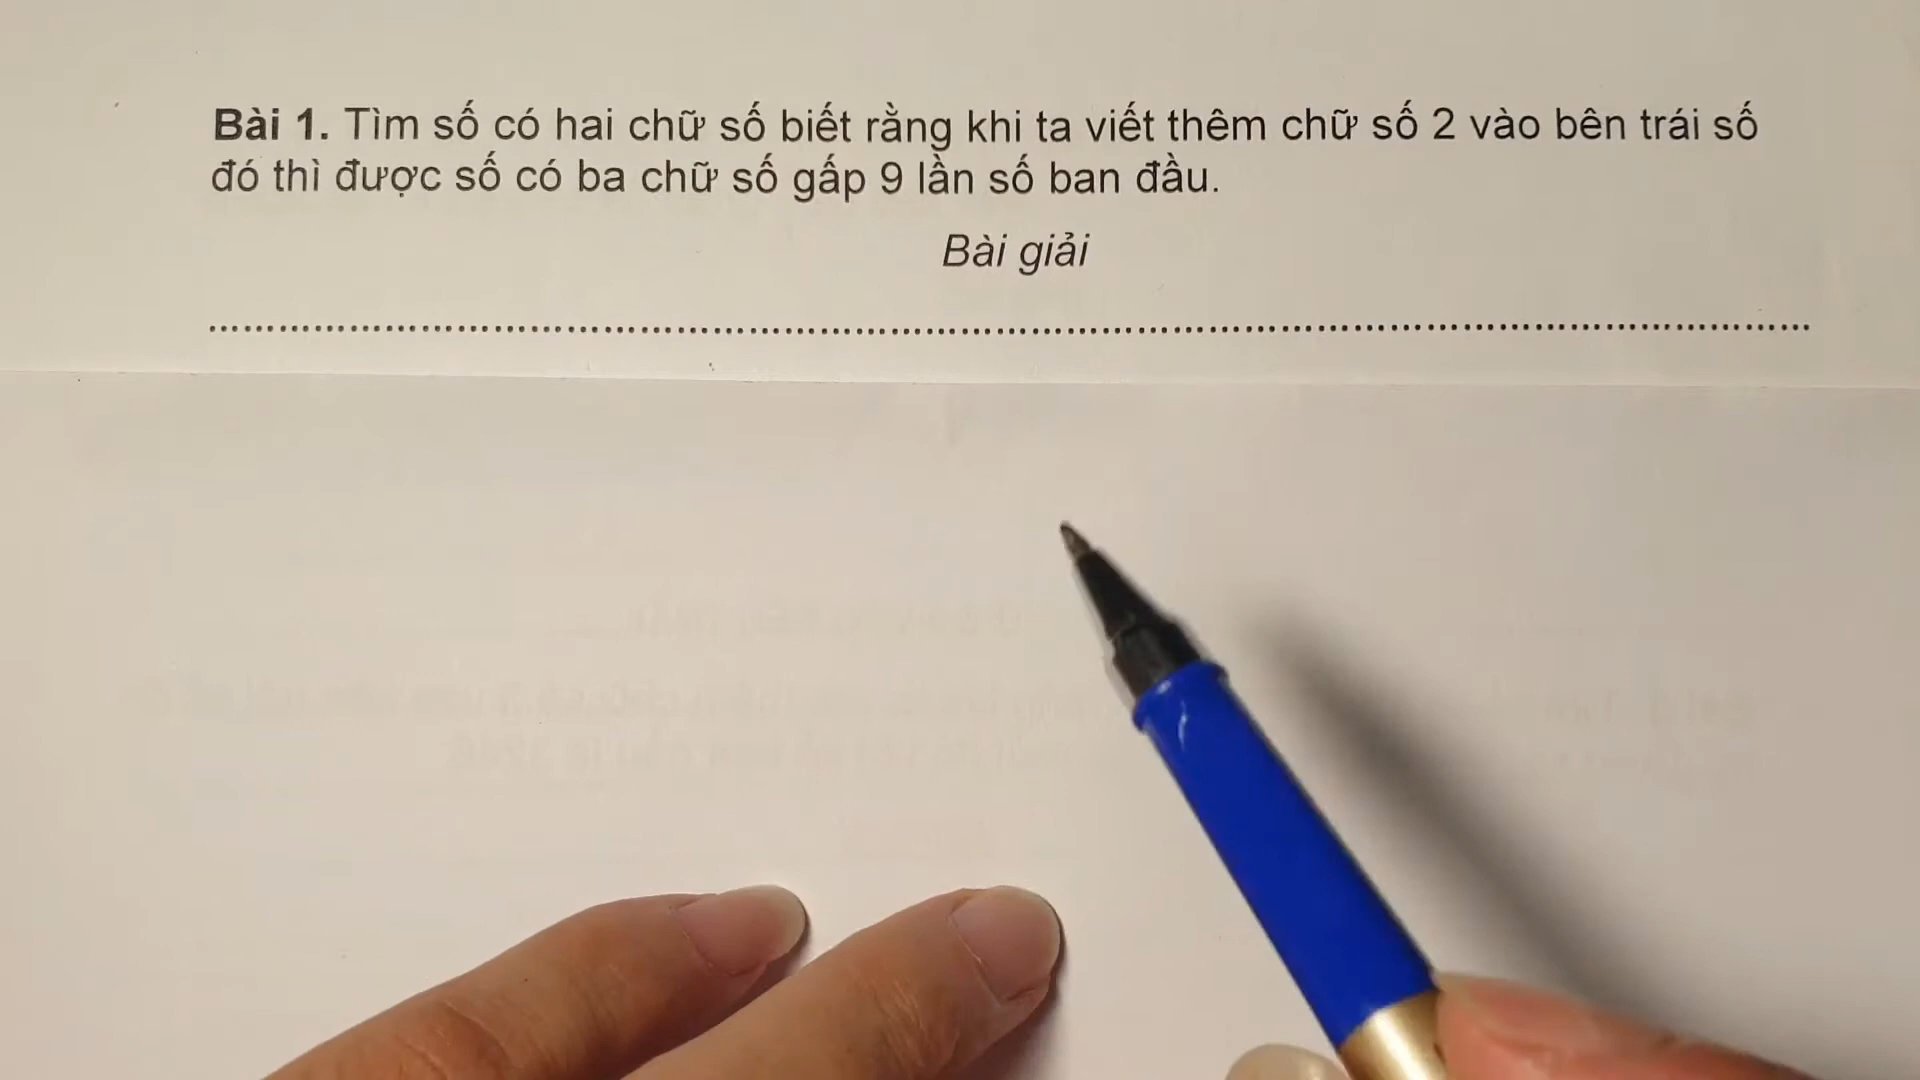 Bài 1. Tìm số có hai chữ số biết rằng khi ta viết thêm chữ số 2 vào bên trái số
đó thì được số có ba chữ số gấp 9 lần số ban đầu.
Bài giải